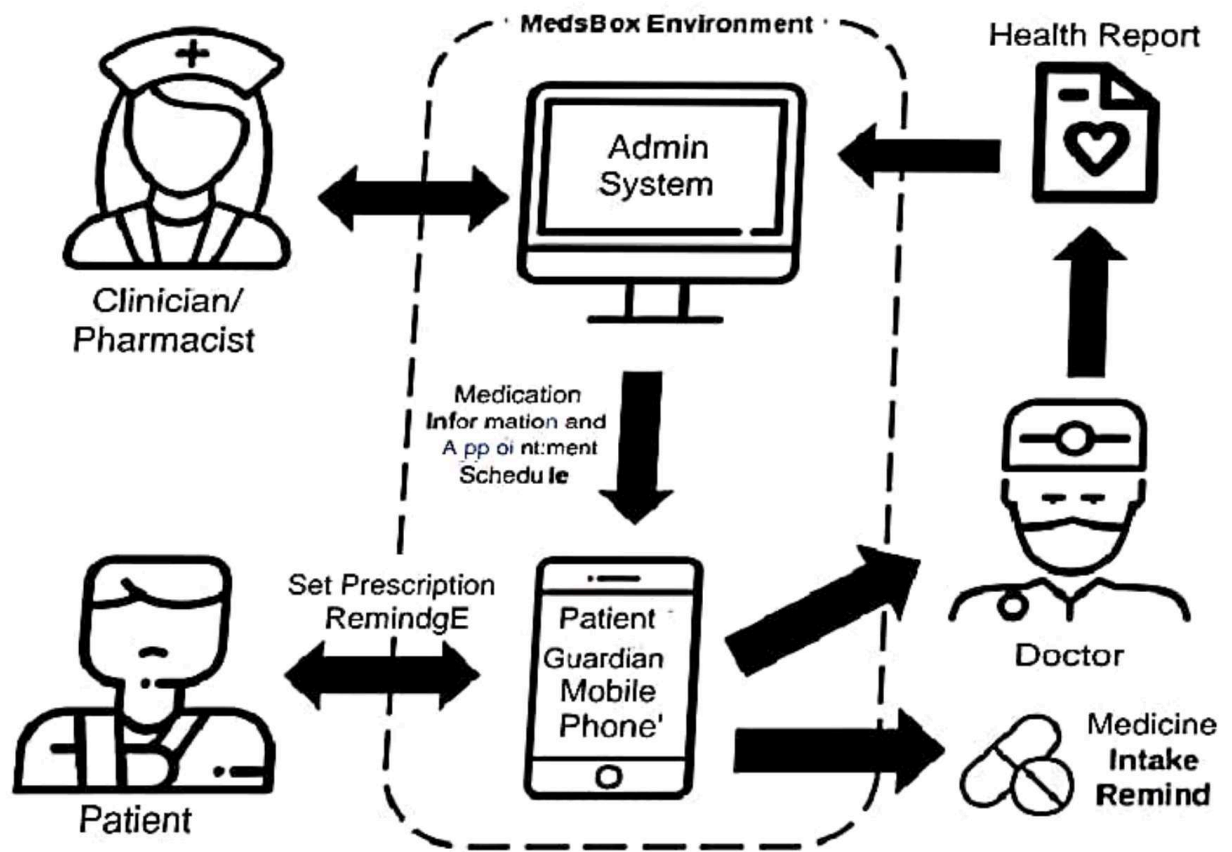 MedsBox Environment
Health Report
Admin
System
Clinician/
Pharmacist
Medication
Infor mation and
A pp oi nt:ment
Schedu le
Set Prescription
RemindgE
Patient
Guardian
Mobile
Phone'
Doctor
Medicine
Intake
Remind
Patient